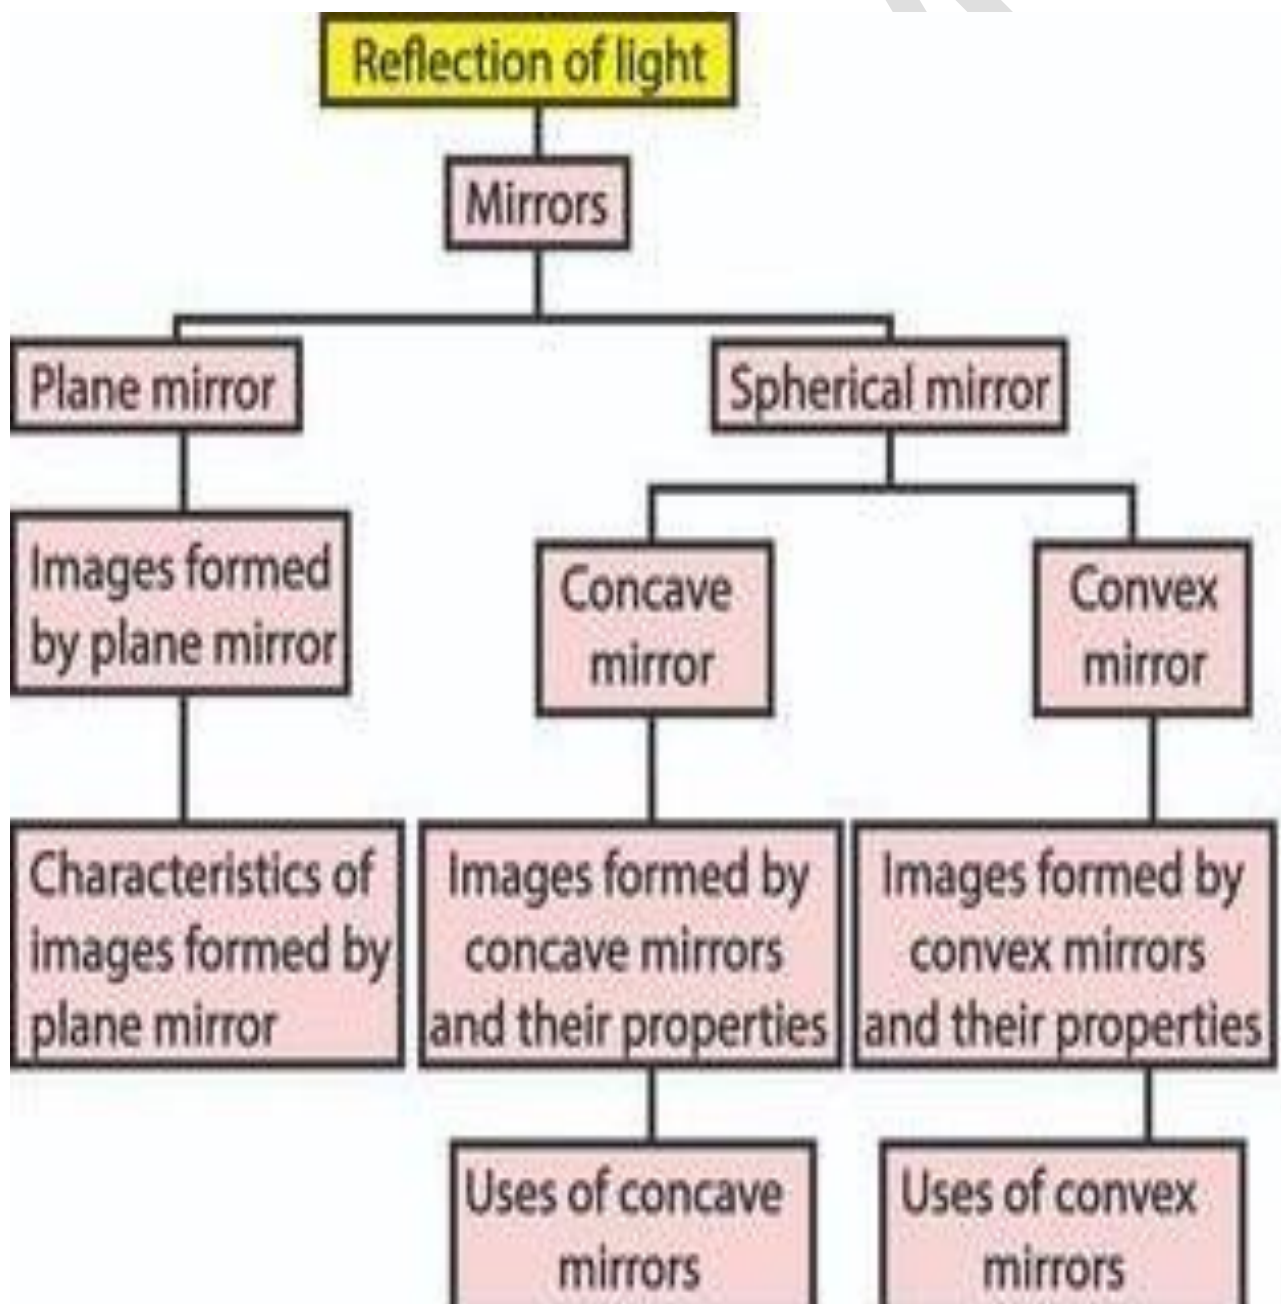 Reflection of light
Mirrors
Plane mirror
Spherical mirror
Images formed
by plane mirror
Concave
mirror
Convex
mirror
Characteristics of
images formed by
plane mirror
Images formed by
concave mirrors
and their properties
Images formed by
convex mirrors
and their properties
Uses of concave
mirrors
Uses of convex
mirrors